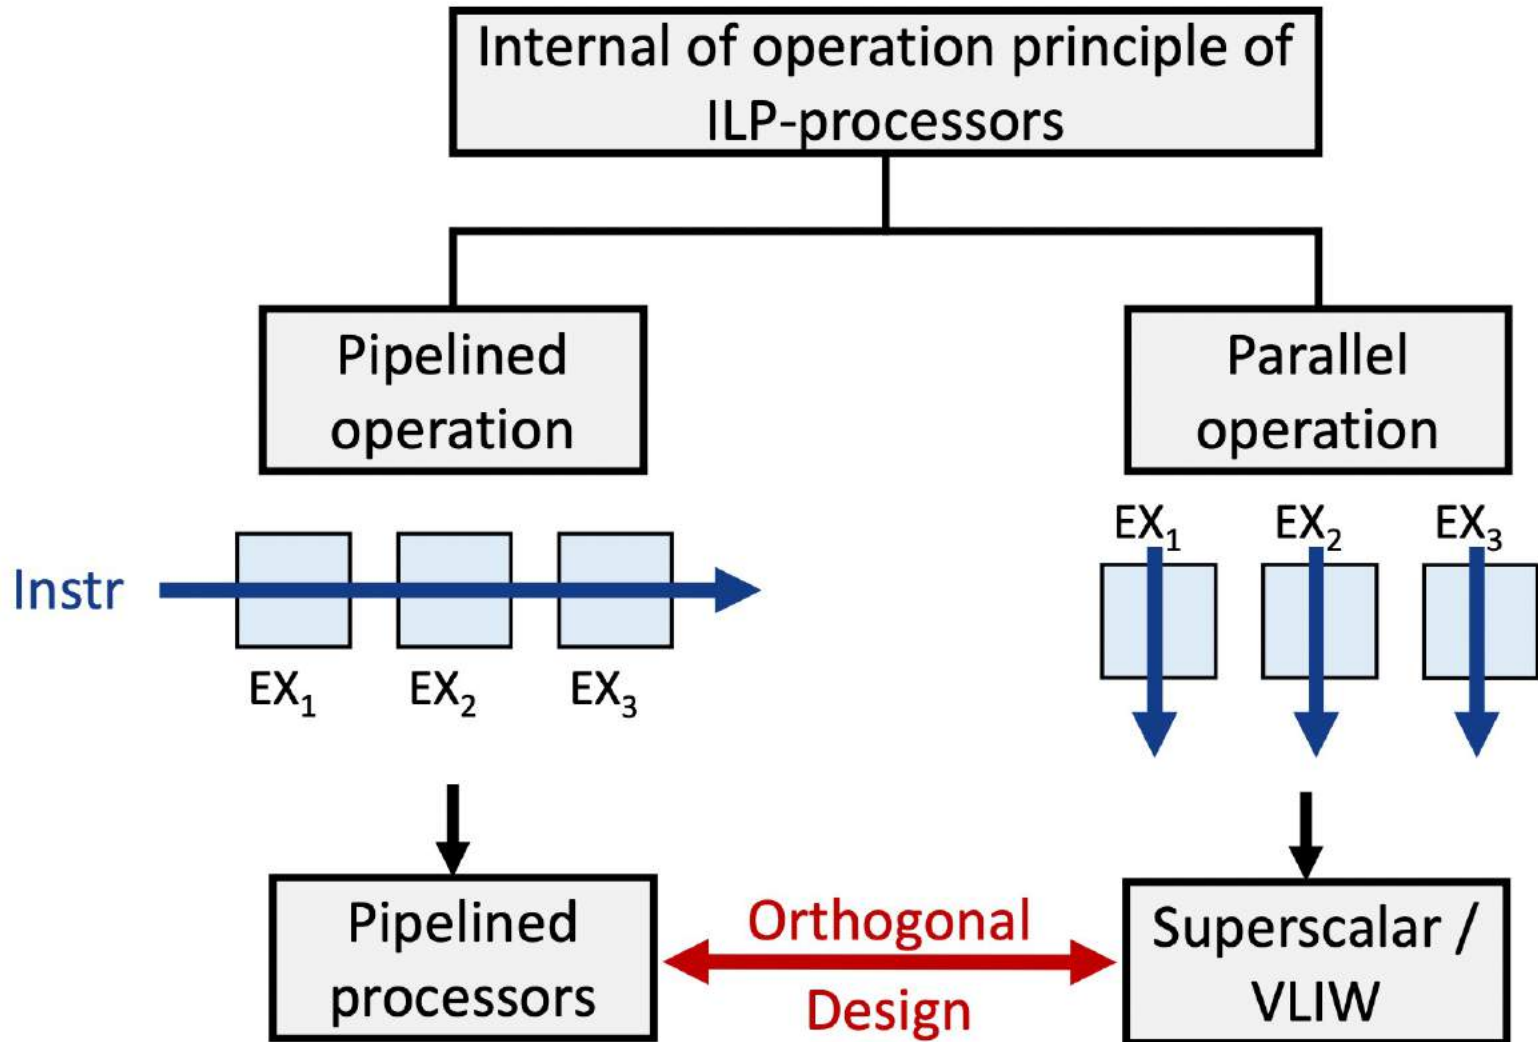 Internal of operation principle of
ILP-processors
Pipelined
operation
Parallel
operation
Instr
EX₁
EX₂
EX₃
EX₁
EX₂
EX₃
Pipelined
processors
Orthogonal
Design
Superscalar /
VLIW